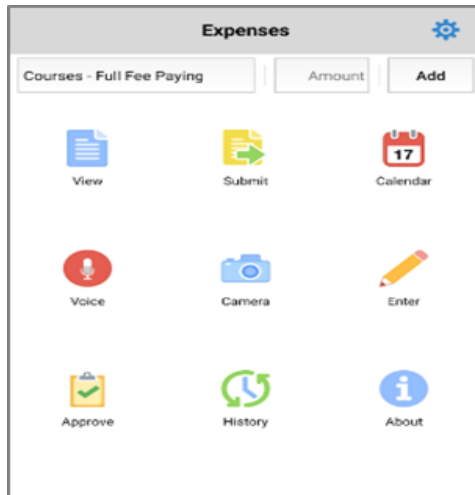 Expenses
Courses - Full Fee Paying Amount Add
17
View Submit Calendar
Voice Camera Enter
Approve History About